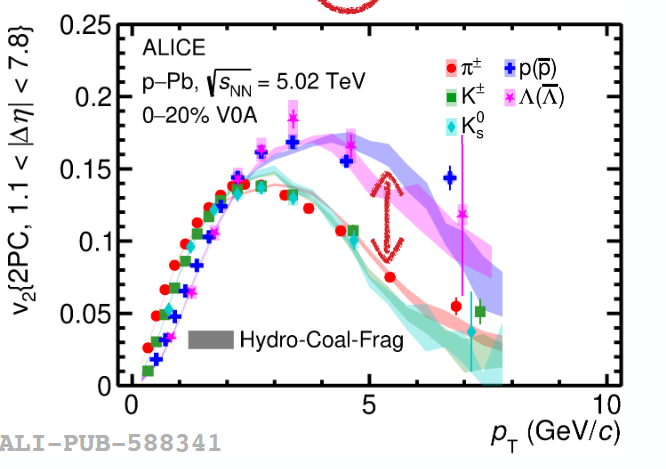 ALICE
p–Pb, √sNN = 5.02 TeV
0–20% V0A
π±
p(p̅)
K±
Λ(Λ̅)
K0s
v2{2PC, 1.1 < |Δη| < 7.8}
0.25
0.2
0.15
0.1
0.05
0
Hydro-Coal-Frag
0
5
10
pT (GeV/c)
ALI-PUB-588341